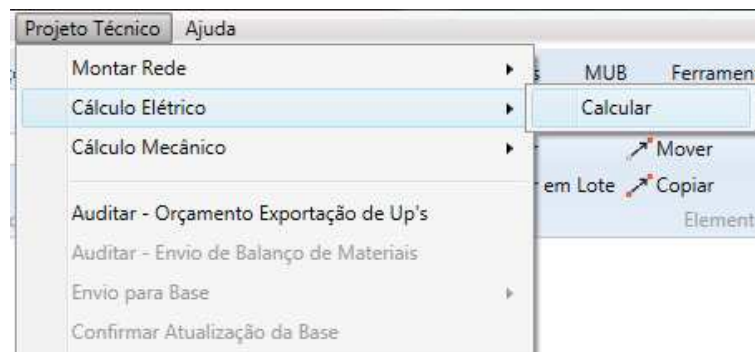 Projeto Técnico Ajuda
Montar Rede
MUB
Cálculo Elétrico
Calcular
Cálculo Mecânico
Mover
em Lote Copiar
Auditar - Orçamento Exportação de Up's
Auditar - Envio de Balanço de Materiais
Envio para Base
Confirmar Atualização da Base